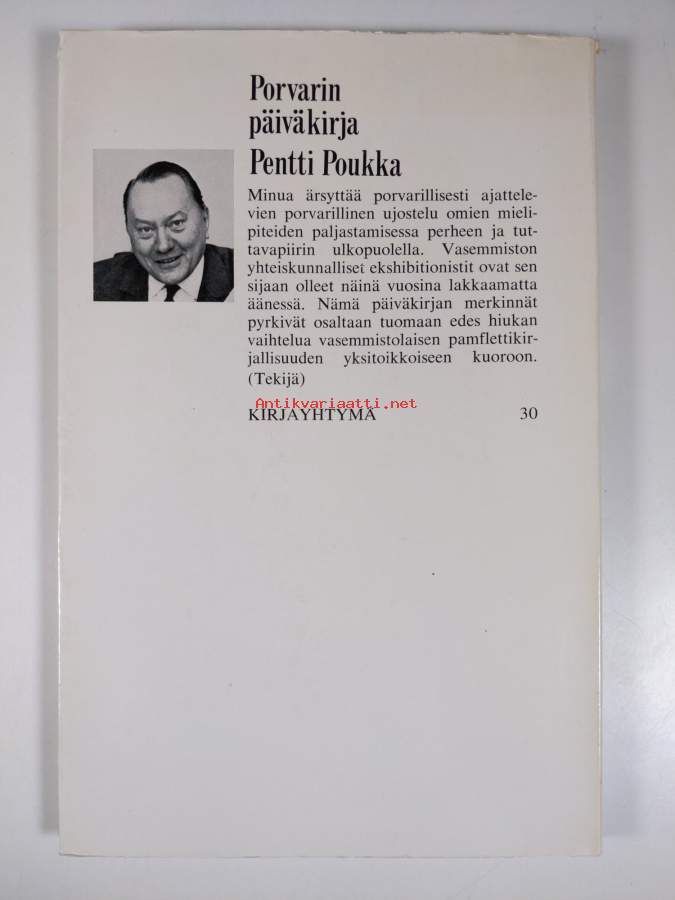 Porvarin
päiväkirja
Pentti Poukka
Minua ärsyttää porvarillisesti ajattele-
vien porvarillinen ujostelu omien mieli-
piteiden paljastamisessa perheen ja tut-
tavapiirin ulkopuolella. Vasemmiston
yhteiskunnalliset ekshibitionistit ovat sen
sijaan olleet näinä vuosina lakkaamatta
äänessä. Nämä päiväkirjan merkinnät
pyrkivät osaltaan tuomaan edes hiukan
vaihtelua vasemmistolaisen pamflettikir-
jallisuuden yksitoikkoiseen kuoroon.
(Tekijä)
Antikvariaatti.net
KIRJAYHTYMÄ 30